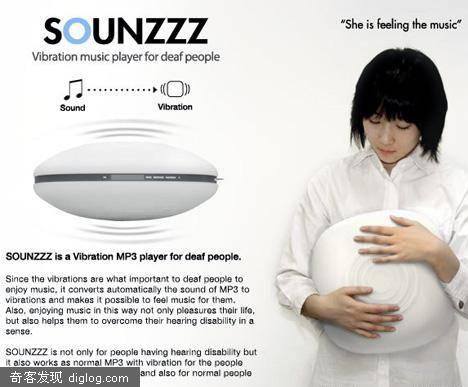 SOUNZZZ
Vibration music player for deaf people
"She is feeling the music"
Sound
Vibration
SOUNZZZ is a Vibration MP3 player for deaf people.
Since the vibrations are what important to deaf people to
enjoy music, it converts automatically the sound of MP3 to
vibrations and makes it possible to feel music for them.
Also, enjoying music in this way not only pleasures their life,
but also helps them to overcome their hearing disability in a
sense.
SOUNZZZ is not only for people having hearing disability but
it also works as normal MP3 with vibration for the people
and also for normal people
奇客发现 diglog.com